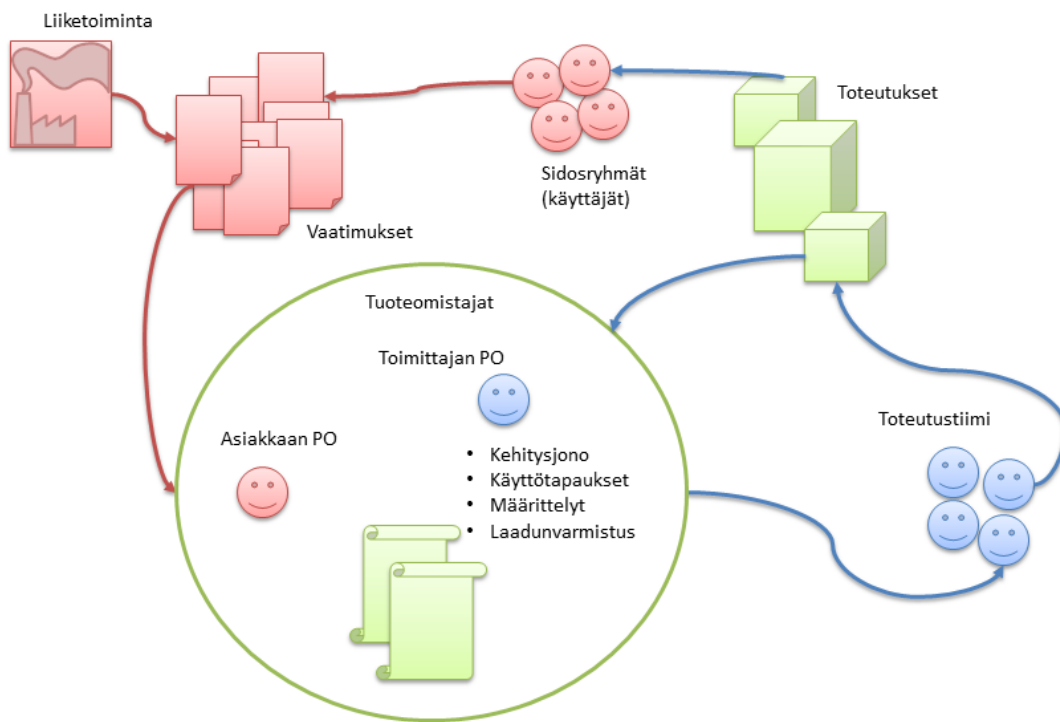 Liiketoiminta
Toteutukset
Sidosryhmät
(käyttäjät)
Vaatimukset
Tuoteomistajat
Toimittajan PO
Asiakkaan PO
• Kehitysjono
• Käyttötapaukset
• Määrittelyt
• Laadunvarmistus
Toteutustiimi